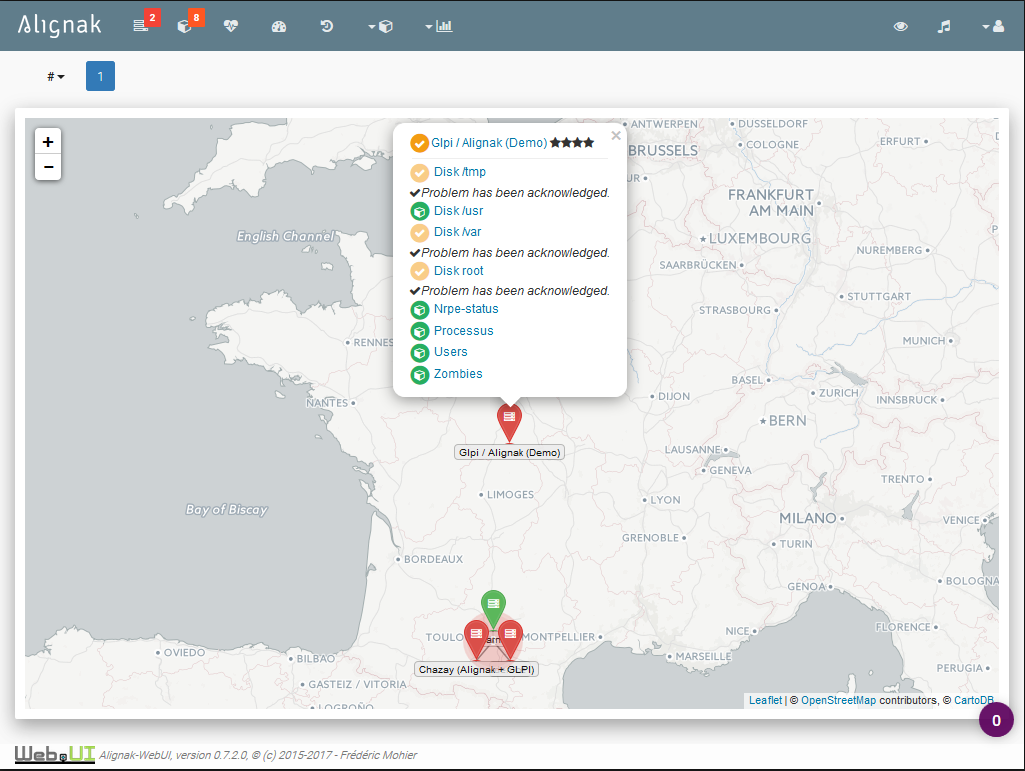 Alignak
2
8
#
1
+
−
Glpi / Alignak (Demo) ★★★★
×
Disk /tmp
Problem has been acknowledged.
Disk /usr
Disk /var
Problem has been acknowledged.
Disk root
Problem has been acknowledged.
Nrpe-status
Processus
Users
Zombies
ANTWERPEN
DUSSELDORF
BRUSSELS
COLOGNE
ERFURT
FRANKFURT
AM MAIN
English Channel
LUXEMBOURG
NUREMBERG
SAARBRÜCKEN
STUTTGART
STRASBOURG
RENNES
MUNICH
BASEL
ZURICH
INNSBRUCK
NANTES
DIJON
BERN
Glpi / Alignak (Demo)
LAUSANNE
GENEVA
TRENTO
LIMOGES
LYON
Bay of Biscay
MILANO
VENICE
GRENOBLE
TURIN
BORDEAUX
BOLOGNA
GENOA
NICE
FLORENCE
TOULO
MONTPELLIER
OVIEDO
BILBAO
MARSEILLE
Chazay (Alignak + GLPI)
PERUGIA
GASTEIZ / VITORIA
LOGROÑO
Leaflet | © OpenStreetMap contributors, © CartoDB
0
Web UI Alignak-WebUI, version 0.7.2.0, © (c) 2015-2017 - Frédéric Mohier